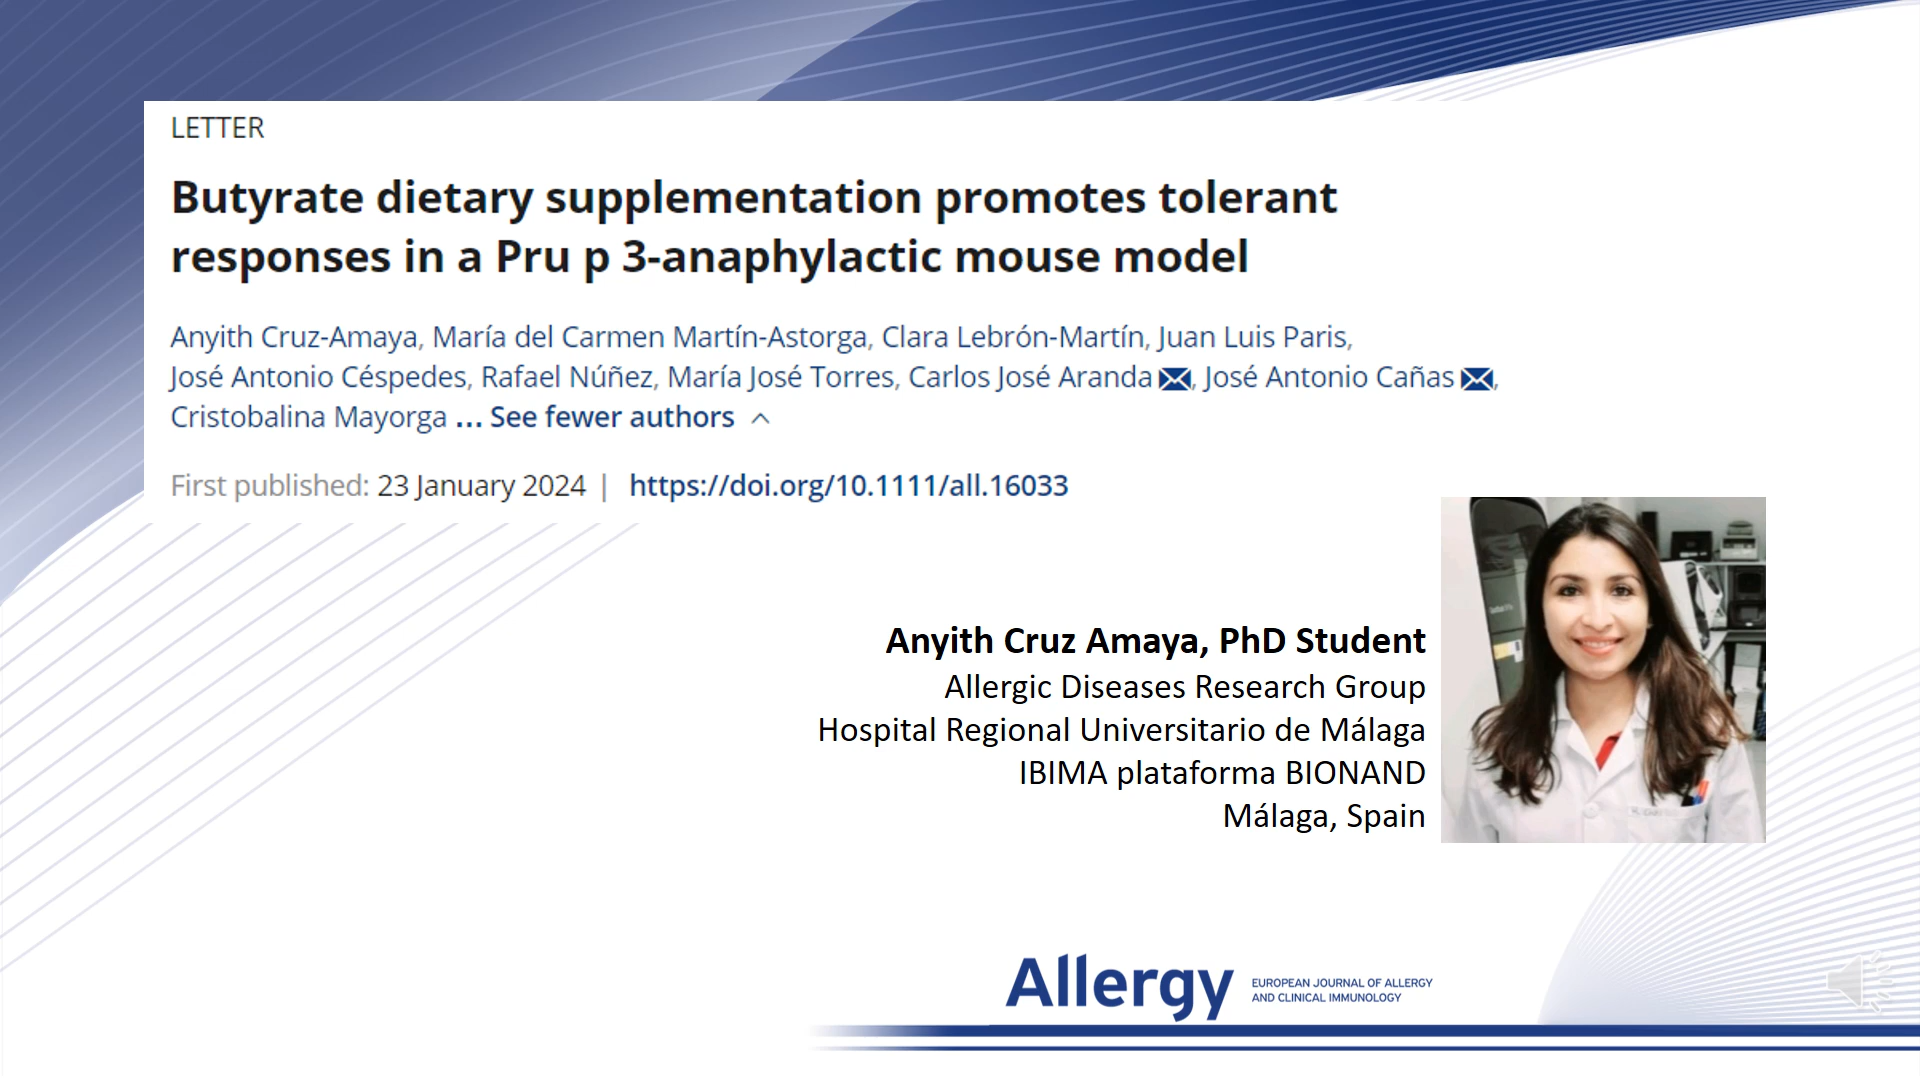 LETTER
Butyrate dietary supplementation promotes tolerant
responses in a Pru p 3-anaphylactic mouse model
Anyith Cruz-Amaya, María del Carmen Martín-Astorga, Clara Lebrón-Martín, Juan Luis Paris,
José Antonio Céspedes, Rafael Núñez, María José Torres, Carlos José Aranda, José Antonio Cañas,
Cristobalina Mayorga ... See fewer authors
First published: 23 January 2024 | https://doi.org/10.1111/all.16033
Anyith Cruz Amaya, PhD Student
Allergic Diseases Research Group
Hospital Regional Universitario de Málaga
IBIMA plataforma BIONAND
Málaga, Spain
Allergy
EUROPEAN JOURNAL OF ALLERGY
AND CLINICAL IMMUNOLOGY